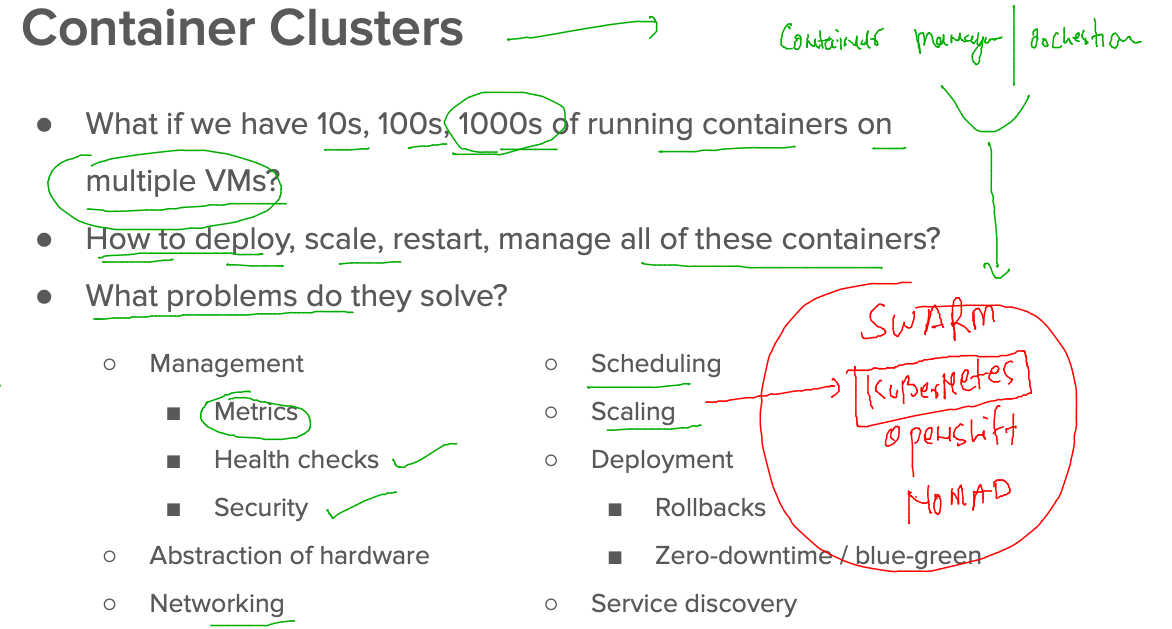 Container Clusters
Containers manager | Orchestion
● What if we have 10s, 100s, 1000s of running containers on
multiple VMs?
● How to deploy, scale, restart, manage all of these containers?
● What problems do they solve?
○ Management
■ Metrics
■ Health checks
■ Security
○ Abstraction of hardware
○ Networking
○ Scheduling
○ Scaling
○ Deployment
■ Rollbacks
■ Zero-downtime / blue-green
○ Service discovery
SWARM
KuBerNetes
Openshift
NOMAD